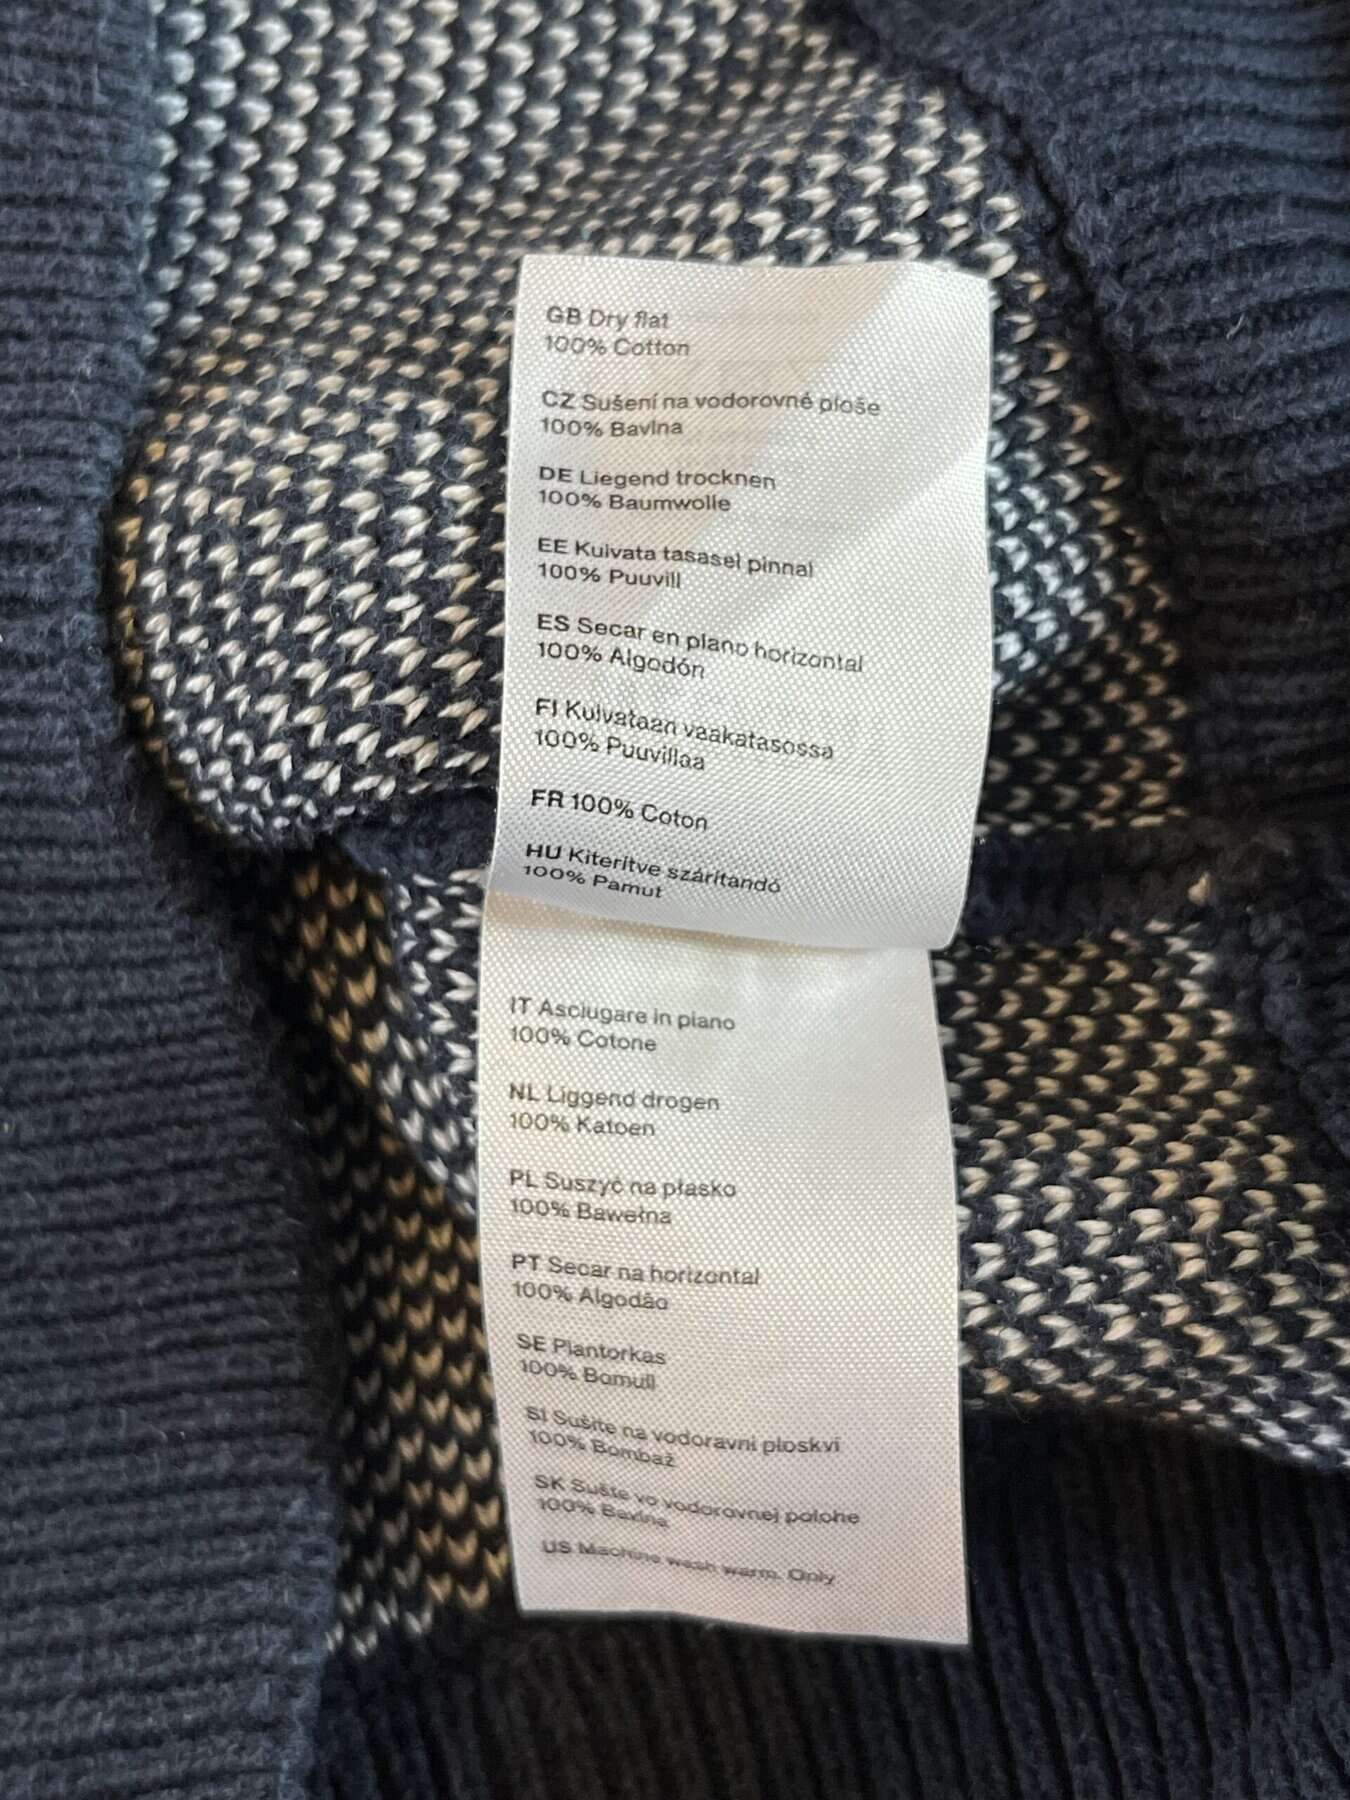 GB Dry flat
100% Cotton
CZ Sušení na vodorovné ploše
100% Bavlna
DE Liegend trocknen
100% Baumwolle
EE Kuivata tasasel pinnal
100% Puuvill
ES Secar en plano horizontal
100% Algodón
FI Kuivataan vaakatasossa
100% Puuvillaa
FR 100% Coton
HU Kiterítve szárítandó
100% Pamut
IT Asciugare in piano
100% Cotone
NL Liggend drogen
100% Katoen
PL Suszyć na płasko
100% Bawełna
PT Secar na horizontal
100% Algodão
SE Plantorkas
100% Bomull
SI Sušite na vodoravni ploskvi
100% Bombaž
SK Sušte vo vodorovnej polohe
100% Bavlna
US Machine wash warm. Only